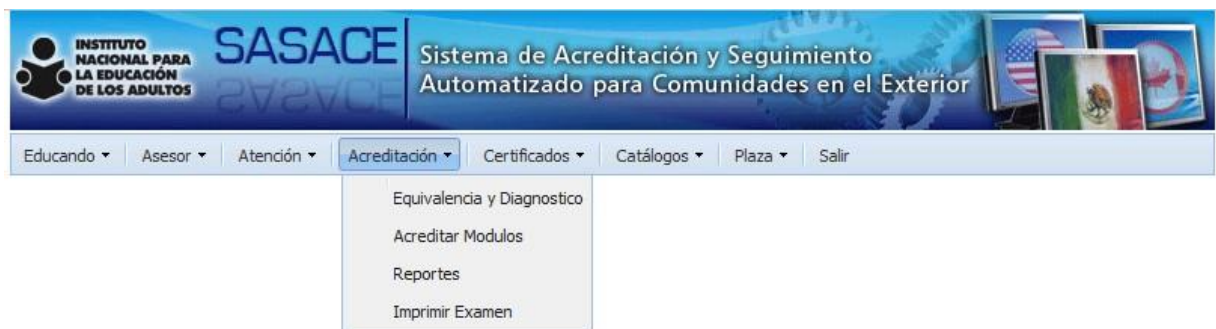 INSTITUTO
NACIONAL PARA
LA EDUCACIÓN
DE LOS ADULTOS
SASACE
Sistema de Acreditación y Seguimiento
Automatizado para Comunidades en el Exterior
Educando Asesor Atención Acreditación Certificados Catálogos Plaza Salir
Equivalencia y Diagnostico
Acreditar Modulos
Reportes
Imprimir Examen